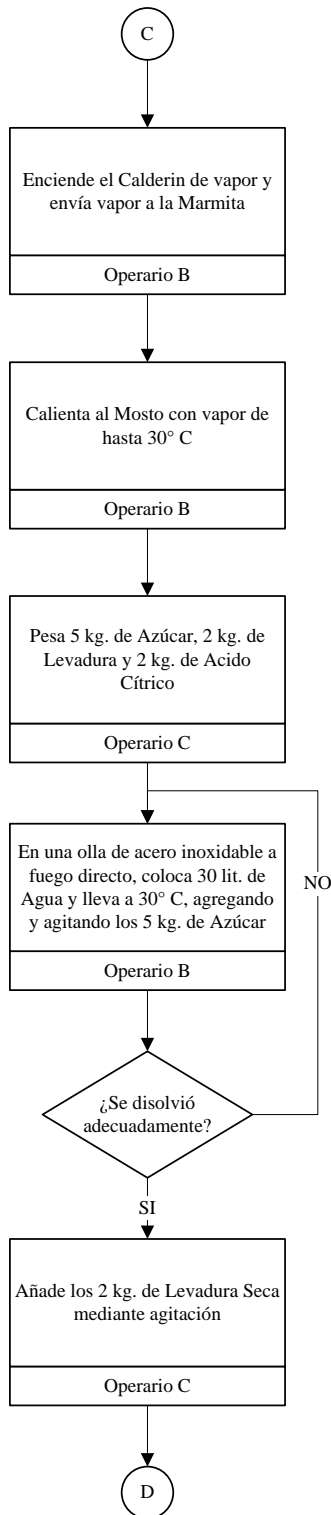 C
Enciende el Calderin de vapor y
envía vapor a la Marmita
Operario B
Calienta al Mosto con vapor de
hasta 30° C
Operario B
Pesa 5 kg. de Azúcar, 2 kg. de
Levadura y 2 kg. de Acido
Cítrico
Operario C
En una olla de acero inoxidable a
fuego directo, coloca 30 lit. de
Agua y lleva a 30° C, agregando
y agitando los 5 kg. de Azúcar
Operario B
NO
¿Se disolvió
adecuadamente?
SI
Añade los 2 kg. de Levadura Seca
mediante agitación
Operario C
D